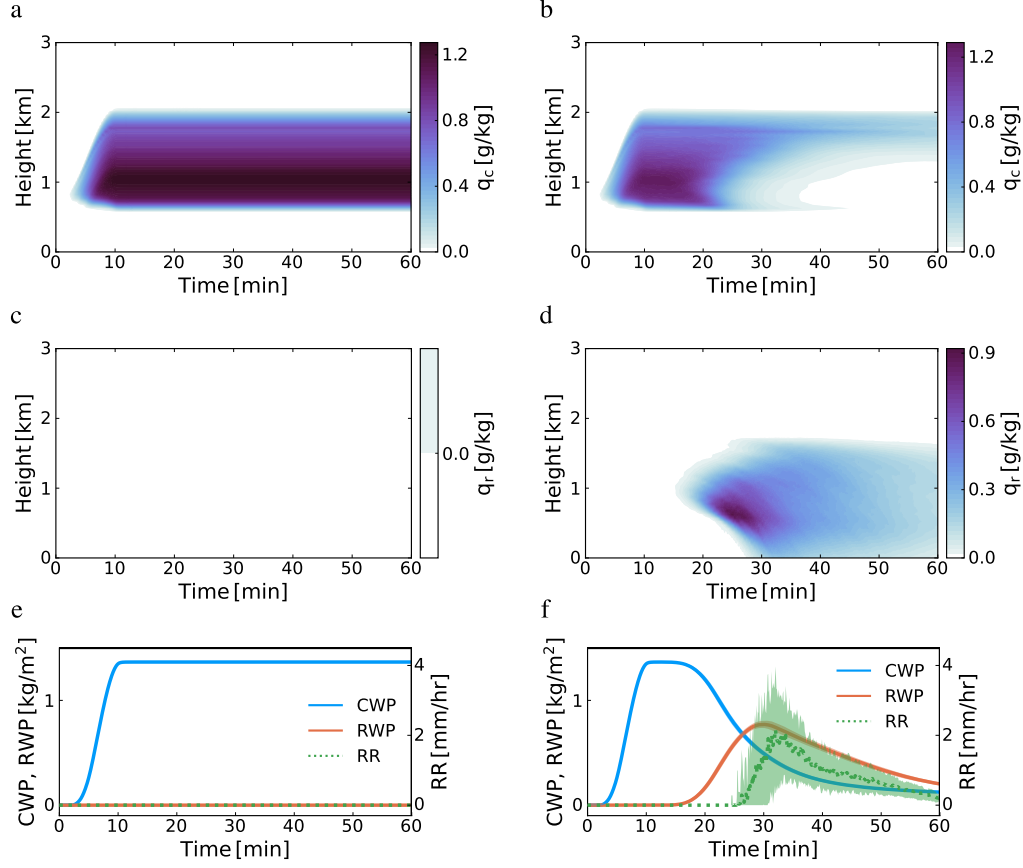 a
b
3
2
1
0
Height [km]
0 10 20 30 40 50 60
Time [min]
1.2
0.8
0.4
0.0
q_c [g/kg]
3
2
1
0
Height [km]
0 10 20 30 40 50 60
Time [min]
1.2
0.8
0.4
0.0
q_c [g/kg]
c
d
3
2
1
0
Height [km]
0 10 20 30 40 50 60
Time [min]
0.0
q_r [g/kg]
3
2
1
0
Height [km]
0 10 20 30 40 50 60
Time [min]
0.9
0.6
0.3
0.0
q_r [g/kg]
e
f
CWP, RWP [kg/m²]
1
0
CWP
RWP
RR
4
2
0
RR [mm/hr]
0 10 20 30 40 50 60
Time [min]
CWP, RWP [kg/m²]
1
0
CWP
RWP
RR
4
2
0
RR [mm/hr]
0 10 20 30 40 50 60
Time [min]